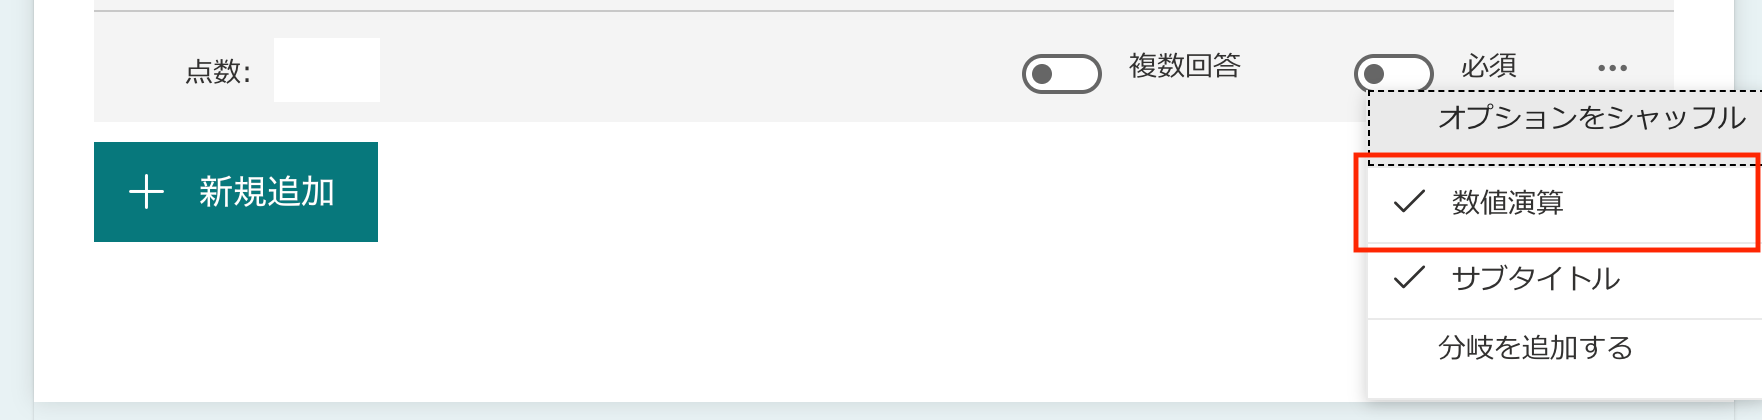 点数:
複数回答
必須
オプションをシャッフル
数値演算
サブタイトル
分岐を追加する
新規追加